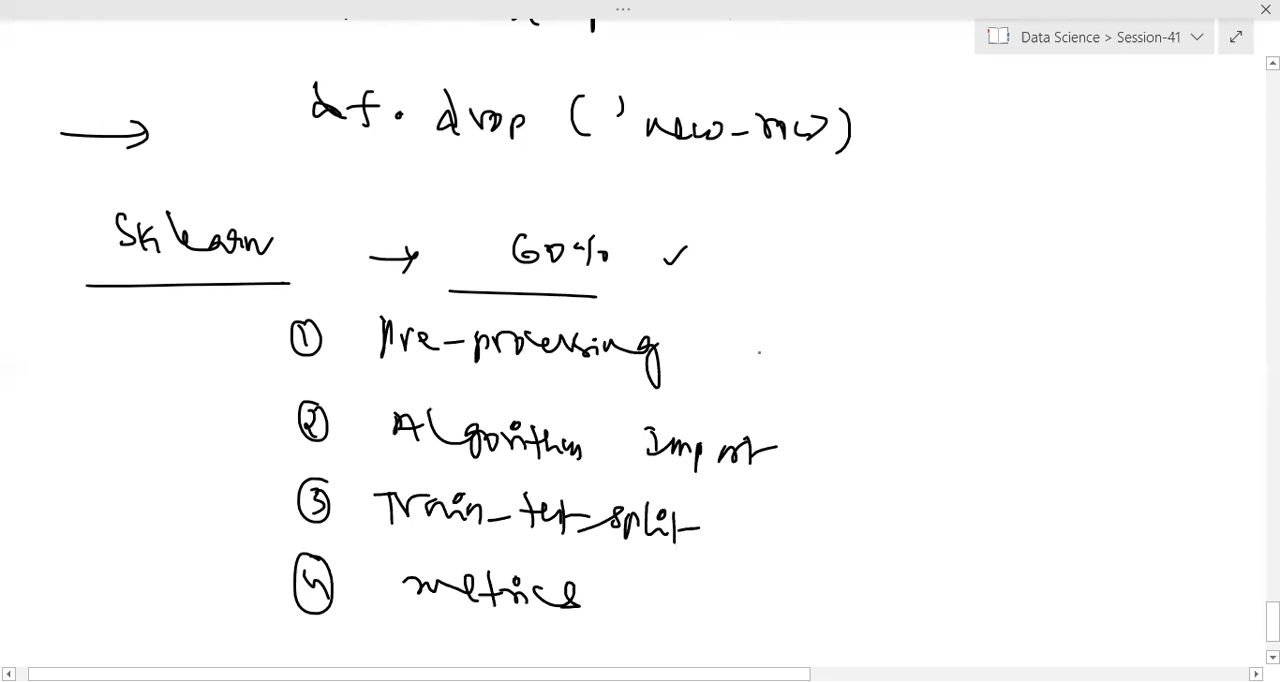 Data Science > Session-41
→ df. drop ( ' new-row)
Sklearn → 60% ✓
① Pre-processing
② Algorithm import
③ Train_test_split
④ metrics